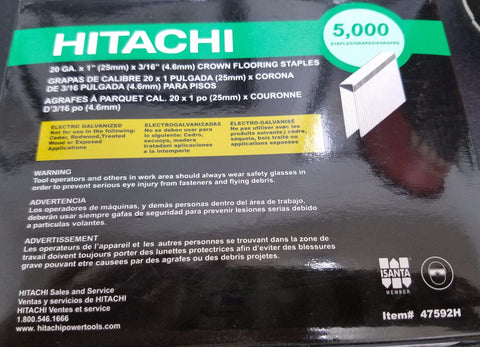 HITACHI
5,000
STAPLES/GRAPAS/AGRAFES
20 GA. x 1" (25mm) x 3/16" (4.6mm) CROWN FLOORING STAPLES
GRAPAS DE CALIBRE 20 x 1 PULGADA (25mm) x CORONA
DE 3/16 PULGADA (4.6mm) PARA PISOS
AGRAFES À PARQUET CAL. 20 x 1 po (25mm) x COURONNE
D'3/16 po (4.6mm)
ELECTRO GALVANIZED
Not for use in the following:
Cedar, Redwood, Treated
Wood or Exposed
Applications
ELECTROGALVANIZADAS
No se deben usar para
lo siguiente: Cedro,
secuoya, madera
tratadani aplicaciones
a la intemperie
ELECTRO-GALVANISÉ
Ne pas utiliser avec les
produits suivants : cedre,
séquoia, bois traité ou
applications exposées
WARNING
Tool operators and others in work area should always wear safety glasses in
order to prevent serious eye injury from fasteners and flying debris.
ADVERTENCIA
Los operadores de máquinas, y demás personas dentro del área de trabajo,
deberán usar siempre gafas de seguridad para prevenir lesiones serias debido
a particulas volantes.
ADVERTISSEMENT
Les operateurs de l'appareil et les autres personnes se trouvant dans la zone de
travail doivent toujours porter des lunettes protectrices afin d'éviter des blessures
grave pouvant etre causées par des agrafes ou des debris projetes.
ISANTA
MEMBER
HITACHI Sales and Service
Ventas y servicios de HITACHI
HITACHI Ventes et service
1.800.546.1666
www.hitachipowertools.com
Item# 47592H